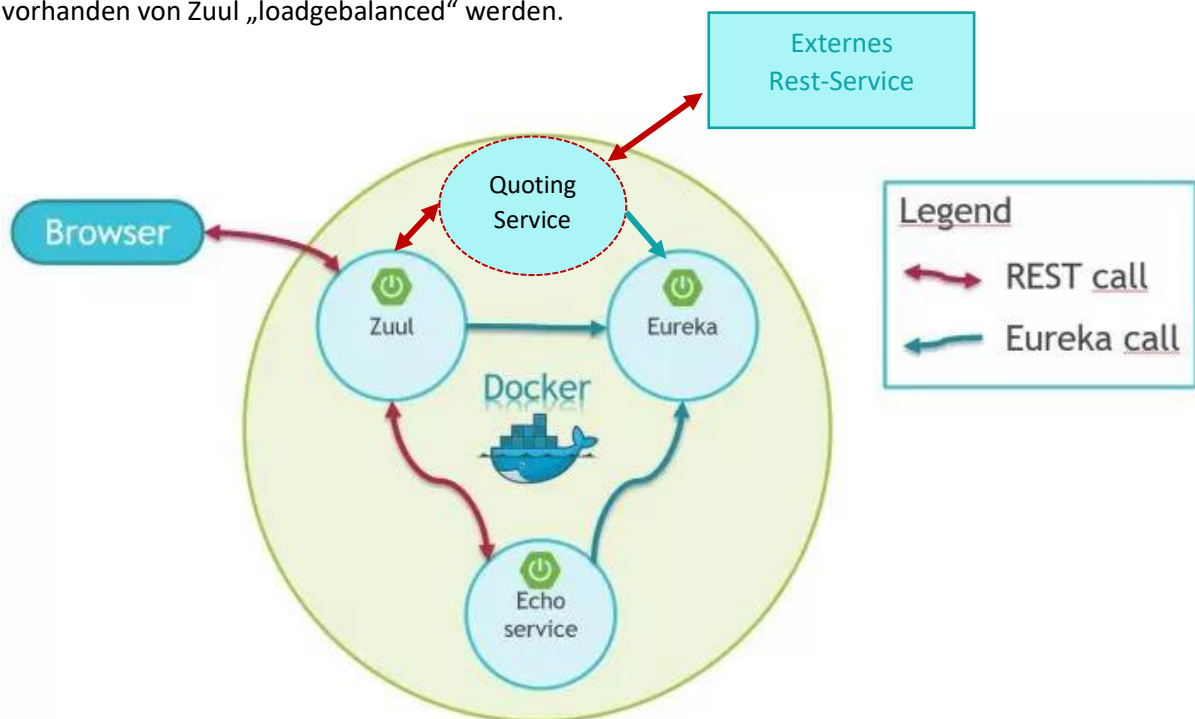 vorhanden von Zuul „loadgebalanced“ werden.
Externes
Rest-Service
Quoting
Service
Browser
Legend
REST call
Eureka call
Zuul
Eureka
Docker
Echo
service